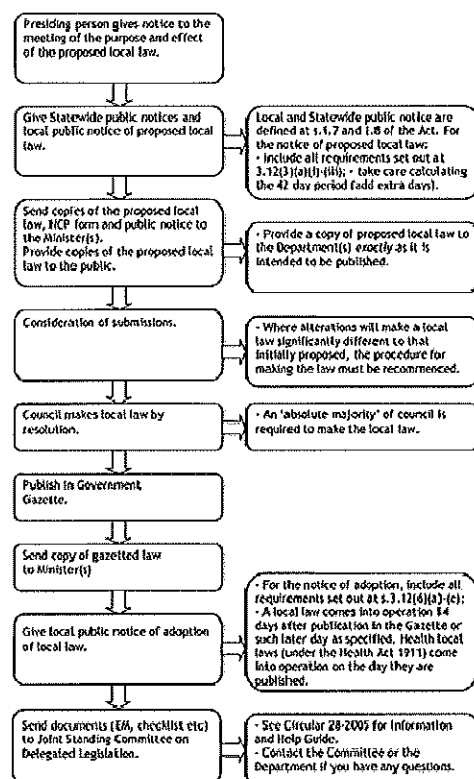 Presiding person gives notice to the
meeting of the purpose and effect
of the proposed local law.
Give Statewide public notices and
local public notice of proposed local
law.
Local and Statewide public notice are
defined at s.1.7 and 1.8 of the Act. For
the notice of proposed local law:
• include all requirements set out at
3.12(3)(a)(i)-(iii); • take care calculating
the 42 day period (add extra days).
Send copies of the proposed local
law, NCP form and public notice to
the Minister(s).
Provide copies of the proposed local
law to the public.
- Provide a copy of proposed local law to
the Department(s) exactly as it is
intended to be published.
Consideration of submissions.
- Where alterations will make a local
law significantly different to that
initially proposed, the procedure for
making the law must be recommenced.
Council makes local law by
resolution.
- An 'absolute majority' of council is
required to make the local law.
Publish in Government
Gazette.
Send copy of gazetted law
to Minister(s)
Give local public notice of adoption
of local law.
- For the notice of adoption, include all
requirements set out at s.3.12(6)(a)-(c);
- A local law comes into operation 14
days after publication in the Gazette or
such later day as specified. Health local
laws (under the Health Act 1911) come
into operation on the day they are
published.
Send documents (EM, checklist etc)
to Joint Standing Committee on
Delegated Legislation.
- See Circular 28-2005 for information
and Help Guide.
- Contact the Committee or the
Department if you have any questions.